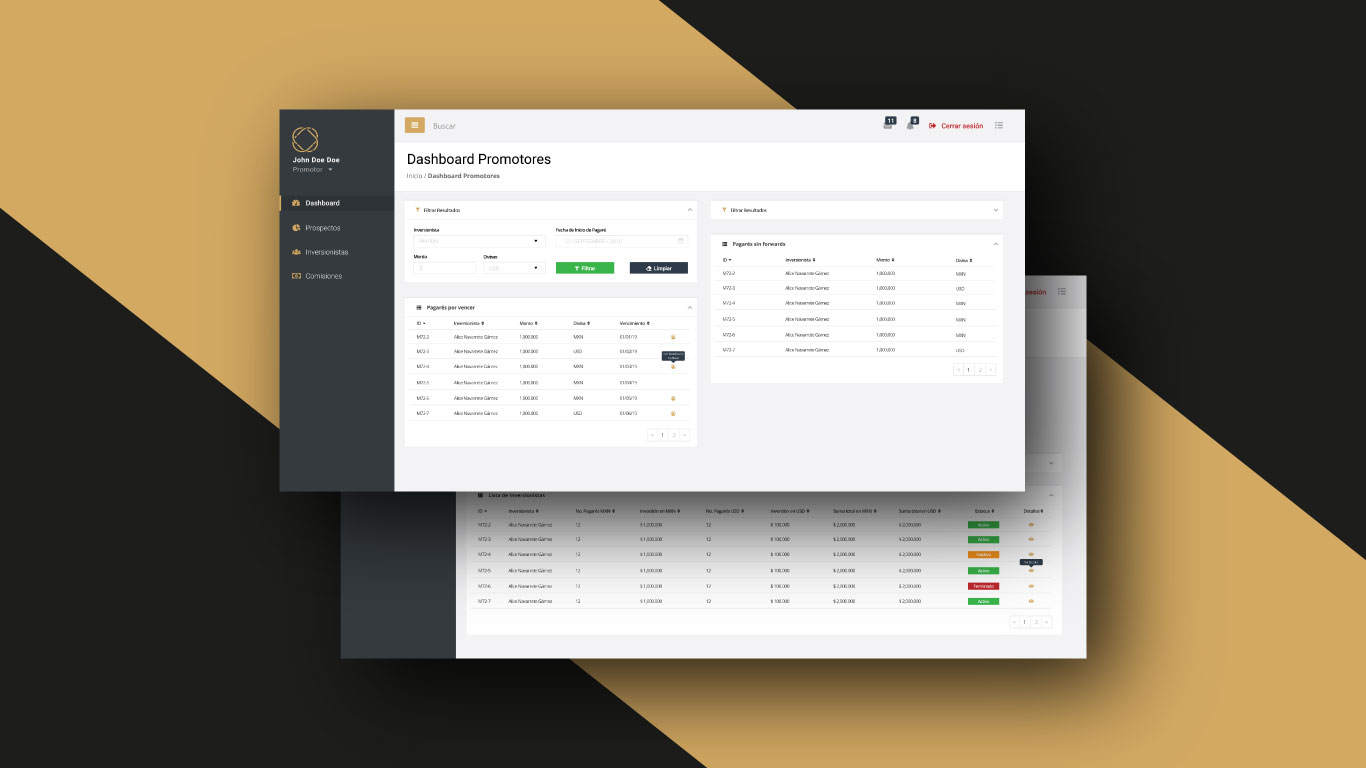 11
8
Buscar
Cerrar sesión
John Doe Doe
Promotor
Dashboard
Prospectos
Inversionistas
Comisiones
Dashboard Promotores
Inicio / Dashboard Promotores
Filtrar Resultados
Inversionista
Fecha de Inicio de Pagaré
12 / SEPTIEMBRE / 2018
Monto
Divisas
$
USD
Filtrar
Limpiar
Pagarés por vencer
ID Inversionista Monto Divisa Vencimiento
M72-2 Alice Navarrete Gámez 1,000,000 MXN 01/01/19
M72-3 Alice Navarrete Gámez 1,000,000 USD 01/02/19
M72-4 Alice Navarrete Gámez 1,000,000 MXN 01/03/19
M72-5 Alice Navarrete Gámez 1,000,000 MXN 01/04/19
M72-6 Alice Navarrete Gámez 1,000,000 MXN 01/05/19
M72-7 Alice Navarrete Gámez 1,000,000 USD 01/06/19
« 1 2 »
Filtrar Resultados
Pagarés sin forwards
ID Inversionista Monto Divisa
M72-2 Alice Navarrete Gámez 1,000,000 MXN
M72-3 Alice Navarrete Gámez 1,000,000 USD
M72-4 Alice Navarrete Gámez 1,000,000 MXN
M72-5 Alice Navarrete Gámez 1,000,000 MXN
M72-6 Alice Navarrete Gámez 1,000,000 MXN
M72-7 Alice Navarrete Gámez 1,000,000 USD
« 1 2 »
sesión
Lista de Inversionistas
ID Inversionista No. Pagarés MXN Inversión en MXN No. Pagarés USD Inversión en USD Suma total en MXN Suma total en USD Estatus Detalles
M72-2 Alice Navarrete Gámez 12 $ 1,000,000 12 $ 100,000 $ 2,000,000 $ 2,000,000 Activo
M72-3 Alice Navarrete Gámez 12 $ 1,000,000 12 $ 100,000 $ 2,000,000 $ 2,000,000 Activo
M72-4 Alice Navarrete Gámez 12 $ 1,000,000 12 $ 100,000 $ 2,000,000 $ 2,000,000 Inactivo
M72-5 Alice Navarrete Gámez 12 $ 1,000,000 12 $ 100,000 $ 2,000,000 $ 2,000,000 Activo
M72-6 Alice Navarrete Gámez 12 $ 1,000,000 12 $ 100,000 $ 2,000,000 $ 2,000,000 Terminado
M72-7 Alice Navarrete Gámez 12 $ 1,000,000 12 $ 100,000 $ 2,000,000 $ 2,000,000 Activo
« 1 2 »